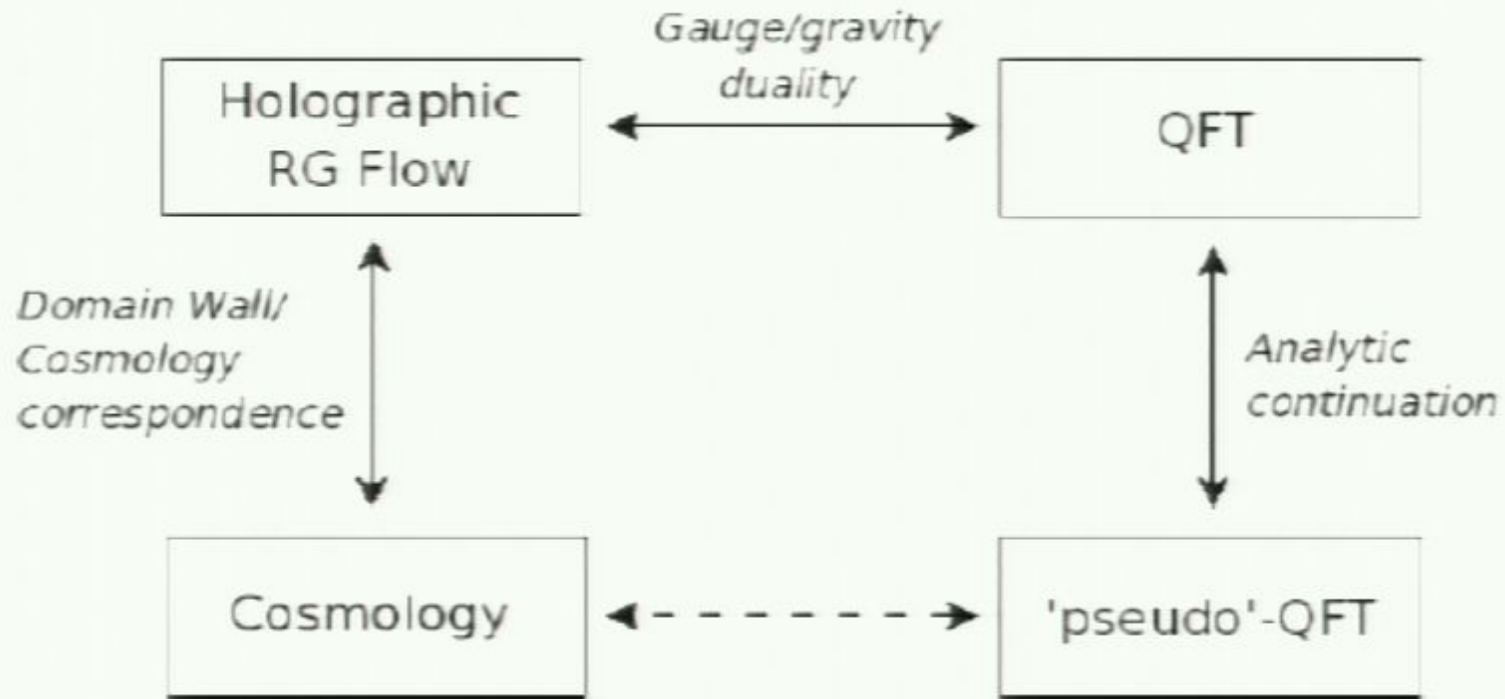 Gauge/gravity
duality
Holographic
RG Flow
QFT
Domain Wall/
Cosmology
correspondence
Analytic
continuation
Cosmology
'pseudo'-QFT